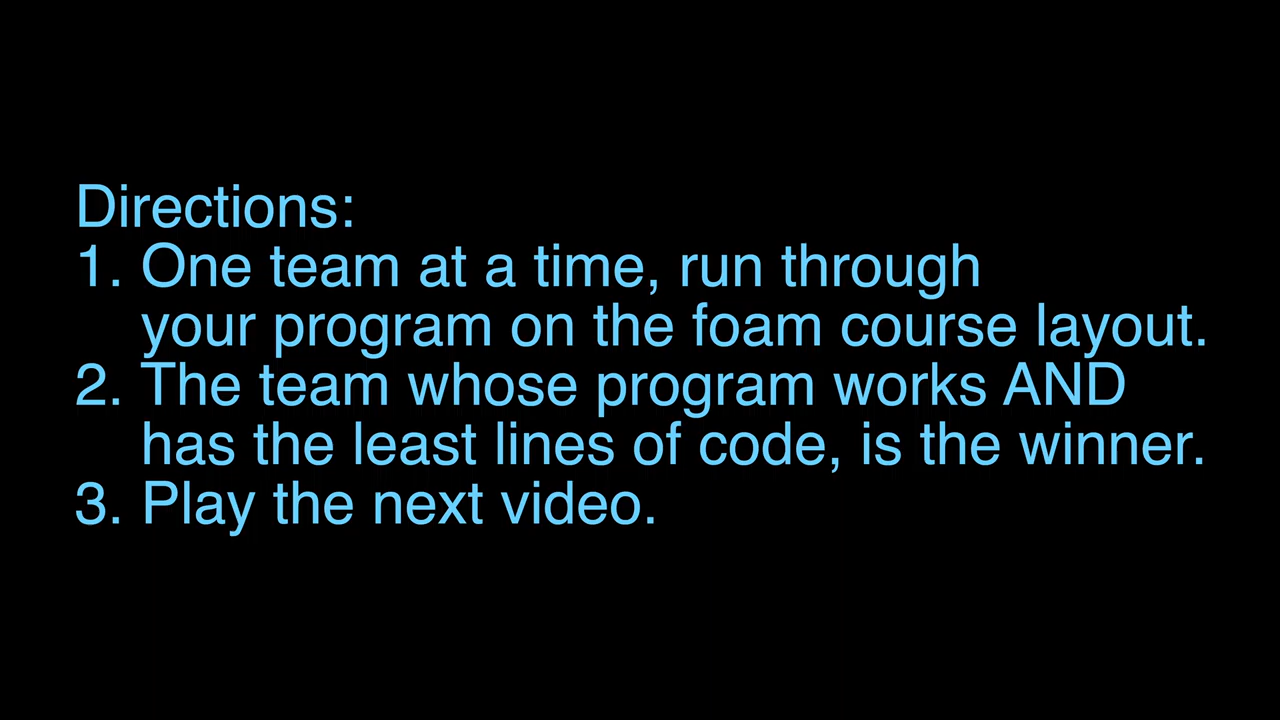 Directions:
1. One team at a time, run through
your program on the foam course layout.
2. The team whose program works AND
has the least lines of code, is the winner.
3. Play the next video.